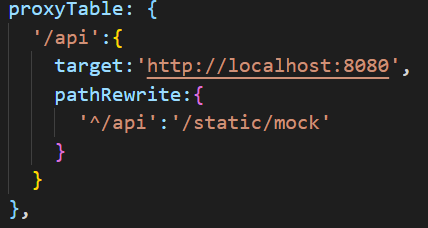 proxyTable: {
'/api':{
target:'http://localhost:8080',
pathRewrite:{
'^/api':'/static/mock'
}
}
},